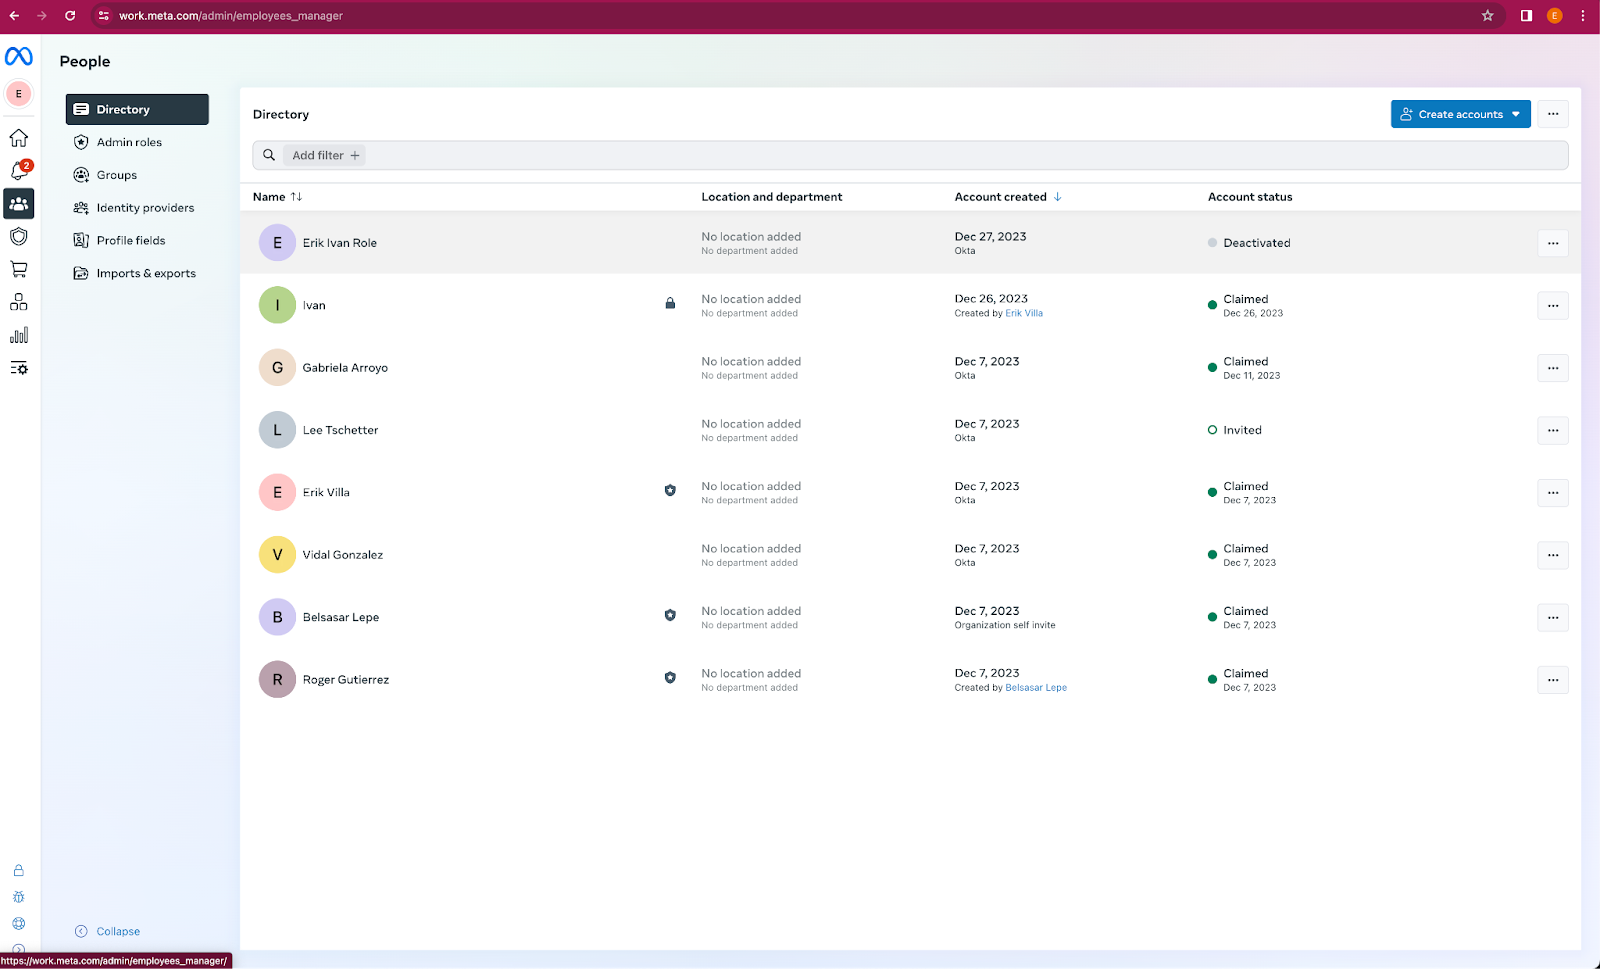 work.meta.com/admin/employees_manager
E
E
2
People
Directory
Admin roles
Groups
Identity providers
Profile fields
Imports & exports
Collapse
Directory
Create accounts
Add filter +
Name
Location and department
Account created
Account status
E
Erik Ivan Role
No location added
No department added
Dec 27, 2023
Okta
Deactivated
I
Ivan
No location added
No department added
Dec 26, 2023
Created by Erik Villa
Claimed
Dec 26, 2023
G
Gabriela Arroyo
No location added
No department added
Dec 7, 2023
Okta
Claimed
Dec 11, 2023
L
Lee Tschetter
No location added
No department added
Dec 7, 2023
Okta
Invited
E
Erik Villa
No location added
No department added
Dec 7, 2023
Okta
Claimed
Dec 7, 2023
V
Vidal Gonzalez
No location added
No department added
Dec 7, 2023
Okta
Claimed
Dec 7, 2023
B
Belsasar Lepe
No location added
No department added
Dec 7, 2023
Organization self invite
Claimed
Dec 7, 2023
R
Roger Gutierrez
No location added
No department added
Dec 7, 2023
Created by Belsasar Lepe
Claimed
Dec 7, 2023
https://work.meta.com/admin/employees_manager/